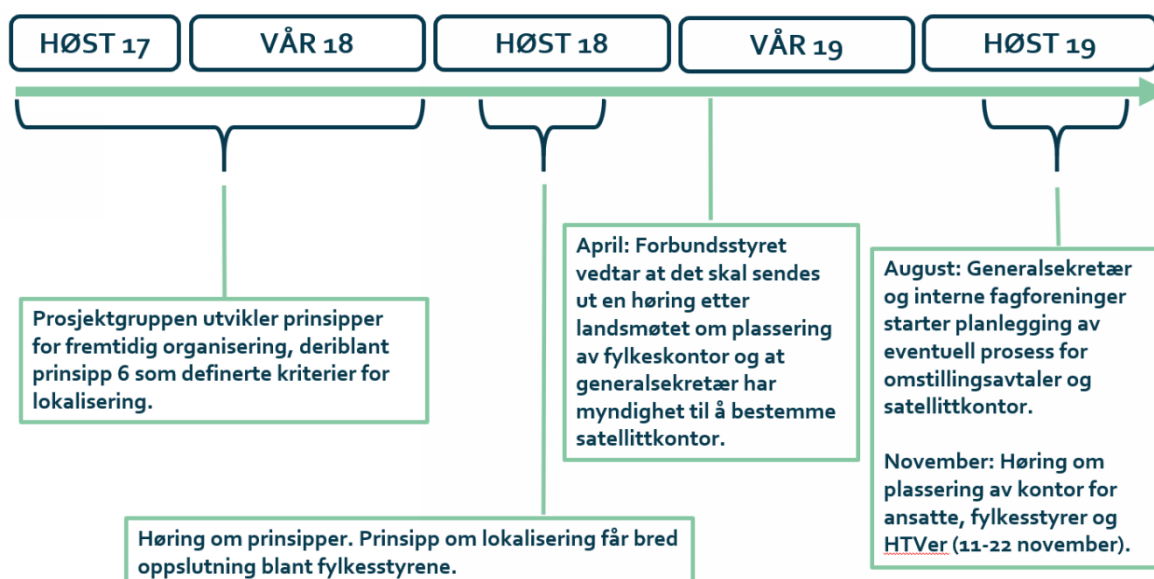 HØST 17
VÅR 18
HØST 18
VÅR 19
HØST 19
Prosjektgruppen utvikler prinsipper
for fremtidig organisering, deriblant
prinsipp 6 som definerte kriterier for
lokalisering.
Høring om prinsipper. Prinsipp om lokalisering får bred
oppslutning blant fylkesstyrene.
April: Forbundsstyret
vedtar at det skal sendes
ut en høring etter
landsmøtet om plassering
av fylkeskontor og at
generalsekretær har
myndighet til å bestemme
satellittkontor.
August: Generalsekretær
og interne fagforeninger
starter planlegging av
eventuell prosess for
omstillingsavtaler og
satellittkontor.
November: Høring om
plassering av kontor for
ansatte, fylkesstyrer og
HTVer (11-22 november).